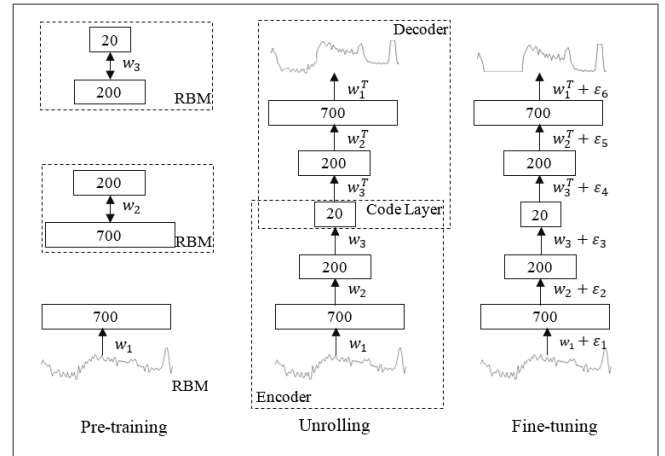 20
w₃
200
RBM
200
w₂
700
RBM
700
w₁
RBM
Pre-training
Decoder
w₁ᵀ
700
w₂ᵀ
200
w₃ᵀ
20
Code Layer
w₃
200
w₂
700
w₁
Encoder
Unrolling
w₁ᵀ + ε₆
700
w₂ᵀ + ε₅
200
w₃ᵀ + ε₄
20
w₃ + ε₃
200
w₂ + ε₂
700
w₁ + ε₁
Fine-tuning